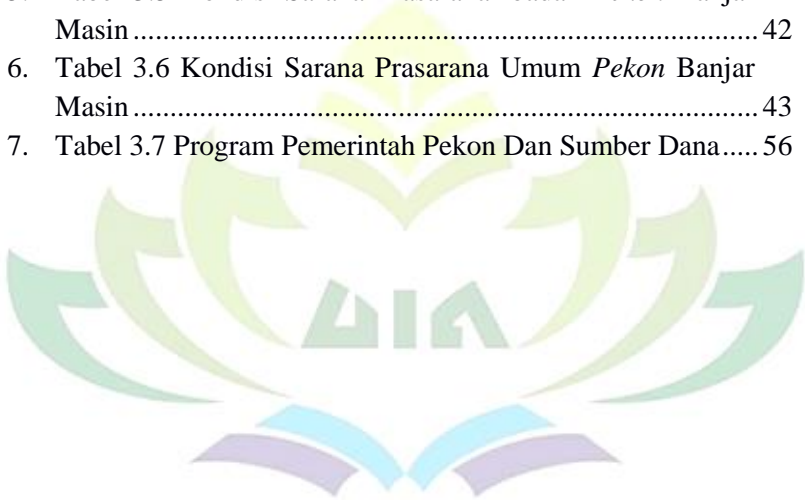 Masin ........................................................................................ 42
6. Tabel 3.6 Kondisi Sarana Prasarana Umum Pekon Banjar
Masin ........................................................................................ 43
7. Tabel 3.7 Program Pemerintah Pekon Dan Sumber Dana ..... 56
UIN